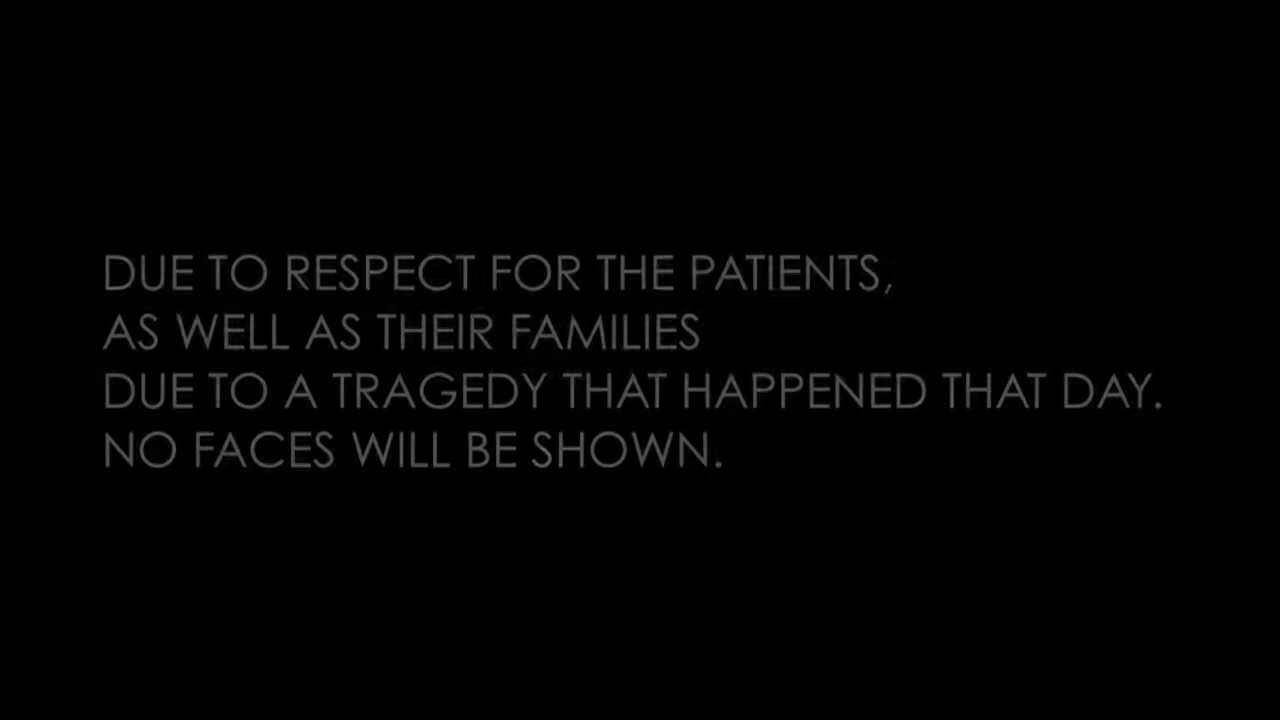 DUE TO RESPECT FOR THE PATIENTS,
AS WELL AS THEIR FAMILIES
DUE TO A TRAGEDY THAT HAPPENED THAT DAY.
NO FACES WILL BE SHOWN.